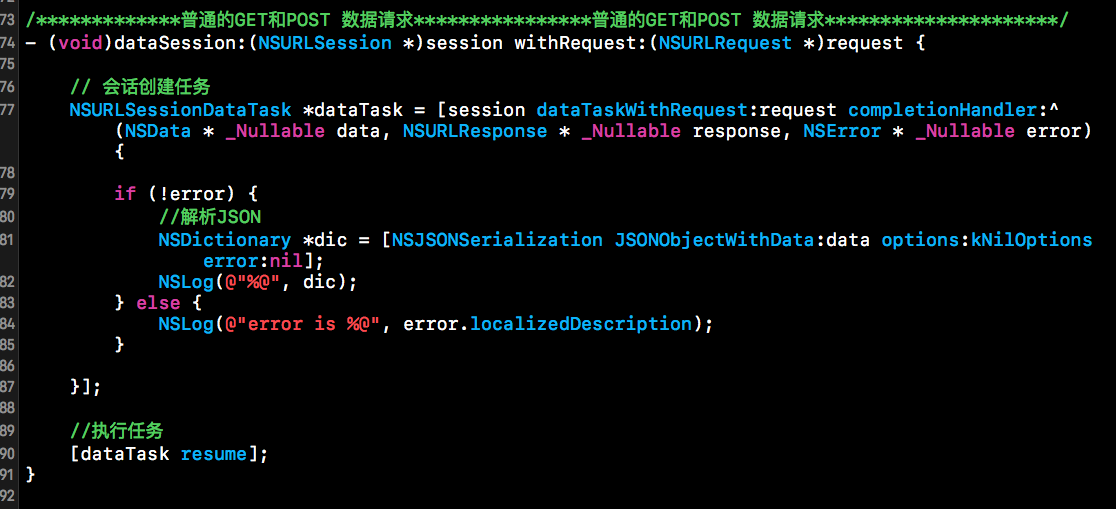 73 /*************普通的GET和POST 数据请求****************普通的GET和POST 数据请求*********************/
74 - (void)dataSession:(NSURLSession *)session withRequest:(NSURLRequest *)request {
75
76 // 会话创建任务
77 NSURLSessionDataTask *dataTask = [session dataTaskWithRequest:request completionHandler:^
(NSData * _Nullable data, NSURLResponse * _Nullable response, NSError * _Nullable error)
{
78
79 if (!error) {
80 //解析JSON
81 NSDictionary *dic = [NSJSONSerialization JSONObjectWithData:data options:kNilOptions
error:nil];
82 NSLog(@"%@", dic);
83 } else {
84 NSLog(@"error is %@", error.localizedDescription);
85 }
86
87 }];
88
89 //执行任务
90 [dataTask resume];
91 }
92